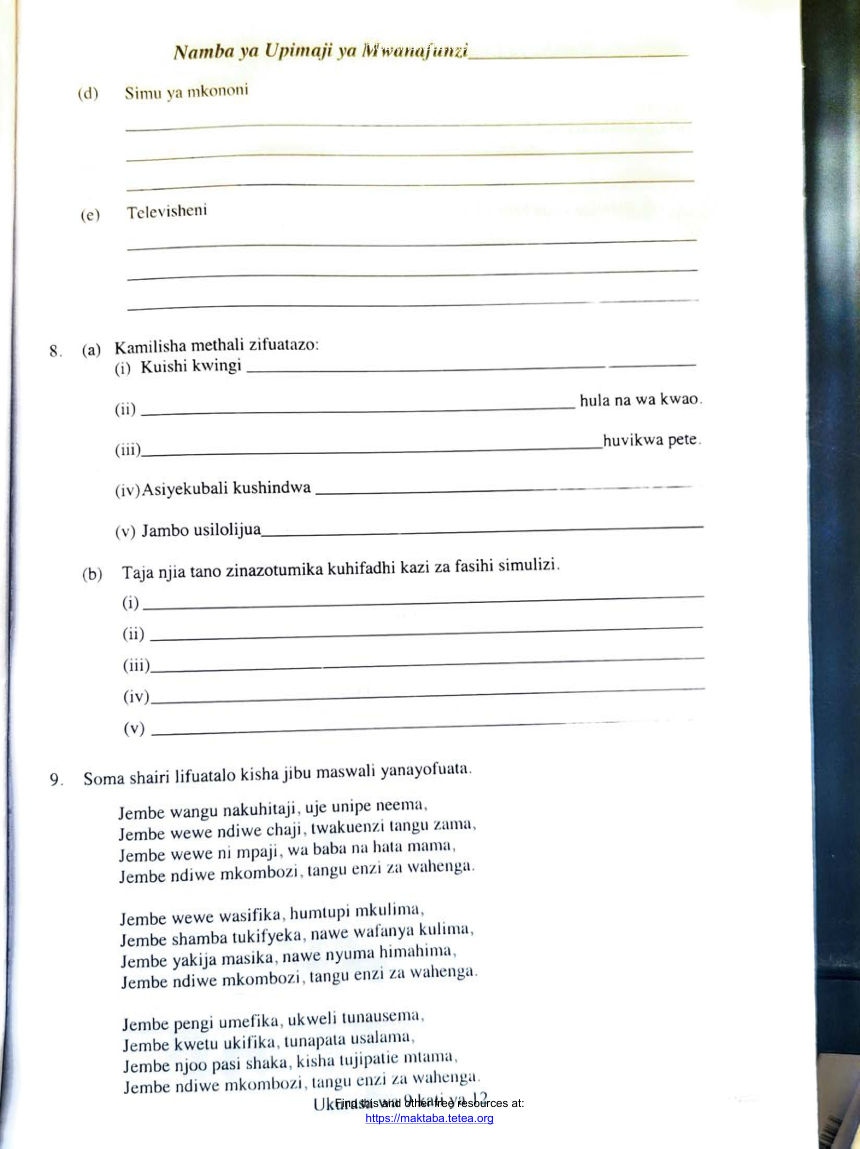 Namba ya Upimaji ya Mwanafunzi
(d) Simu ya mkononi
(e) Televisheni
8. (a) Kamilisha methali zifuatazo:
(i) Kuishi kwingi
(ii) hula na wa kwao.
(iii) huvikwa pete.
(iv) Asiyekubali kushindwa
(v) Jambo usilolijua
(b) Taja njia tano zinazotumika kuhifadhi kazi za fasihi simulizi.
(i)
(ii)
(iii)
(iv)
(v)
9. Soma shairi lifuatalo kisha jibu maswali yanayofuata.
Jembe wangu nakuhitaji, uje unipe neema,
Jembe wewe ndiwe chaji, twakuenzi tangu zama,
Jembe wewe ni mpaji, wa baba na hata mama,
Jembe ndiwe mkombozi, tangu enzi za wahenga.
Jembe wewe wasifika, humtupi mkulima,
Jembe shamba tukifyeka, nawe wafanya kulima,
Jembe yakija masika, nawe nyuma himahima,
Jembe ndiwe mkombozi, tangu enzi za wahenga.
Jembe pengi umefika, ukweli tunausema,
Jembe kwetu ukifika, tunapata usalama,
Jembe njoo pasi shaka, kisha tujipatie mtama,
Jembe ndiwe mkombozi, tangu enzi za wahenga.
Ukurasa wa 9 kati ya 12
Find this and other free resources at:
https://maktaba.tetea.org